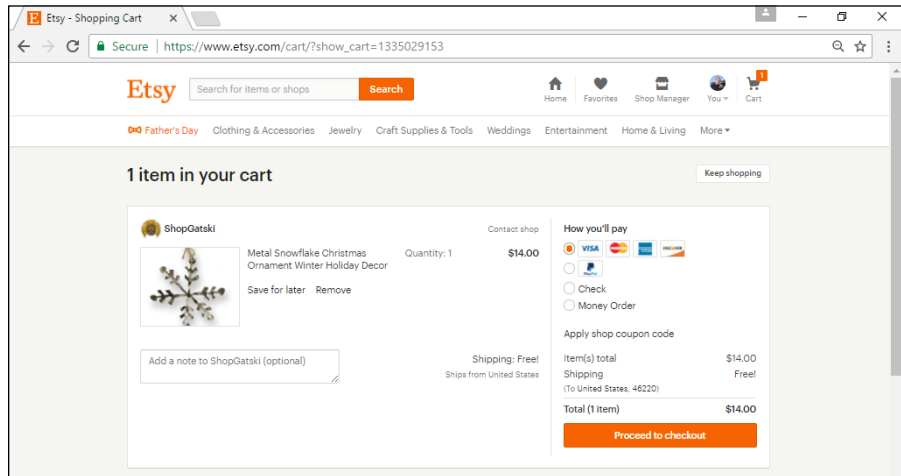 Etsy - Shopping Cart
Secure https://www.etsy.com/cart/?show_cart=1335029153
Etsy
Search for items or shops
Search
Home
Favorites
Shop Manager
You
1
Cart
Father's Day Clothing & Accessories Jewelry Craft Supplies & Tools Weddings Entertainment Home & Living More
1 item in your cart
Keep shopping
ShopGatski
Contact shop
Metal Snowflake Christmas
Ornament Winter Holiday Decor
Quantity: 1
$14.00
Save for later Remove
Add a note to ShopGatski (optional)
Shipping: Free!
Ships from United States
How you'll pay
VISA
PayPal
Check
Money Order
Apply shop coupon code
Item(s) total $14.00
Shipping Free!
(To United States, 46220)
Total (1 item) $14.00
Proceed to checkout